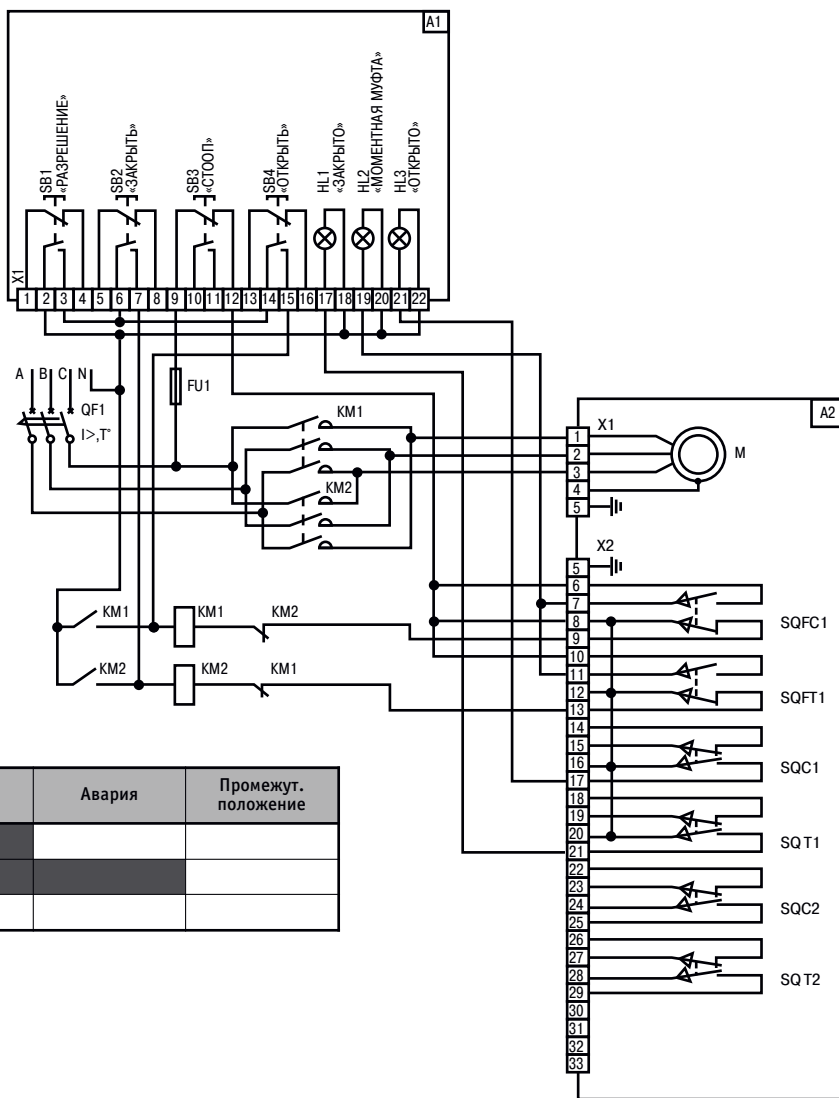 A1
SB1
«РАЗРЕШЕНИЕ»
SB2
«ЗАКРЫТЬ»
SB3
«СТООП»
SB4
«ОТКРЫТЬ»
HL1
«ЗАКРЫТО»
HL2
«МОМЕНТНАЯ МУФТА»
HL3
«ОТКРЫТО»
X1
1 2 3 4 5 6 7 8 9 10 11 12 13 14 15 16 17 18 19 20 21 22
A B C N
QF1
I>,T°
FU1
KM1
KM2
KM1 KM1 KM2
KM2 KM2 KM1
A2
X1
1
2
3
4
5
M
X2
5
6
7
8
9
10
11
12
13
14
15
16
17
18
19
20
21
22
23
24
25
26
27
28
29
30
31
32
33
SQFC1
SQFT1
SQC1
SQT1
SQC2
SQT2
Авария
Промежут.
положение